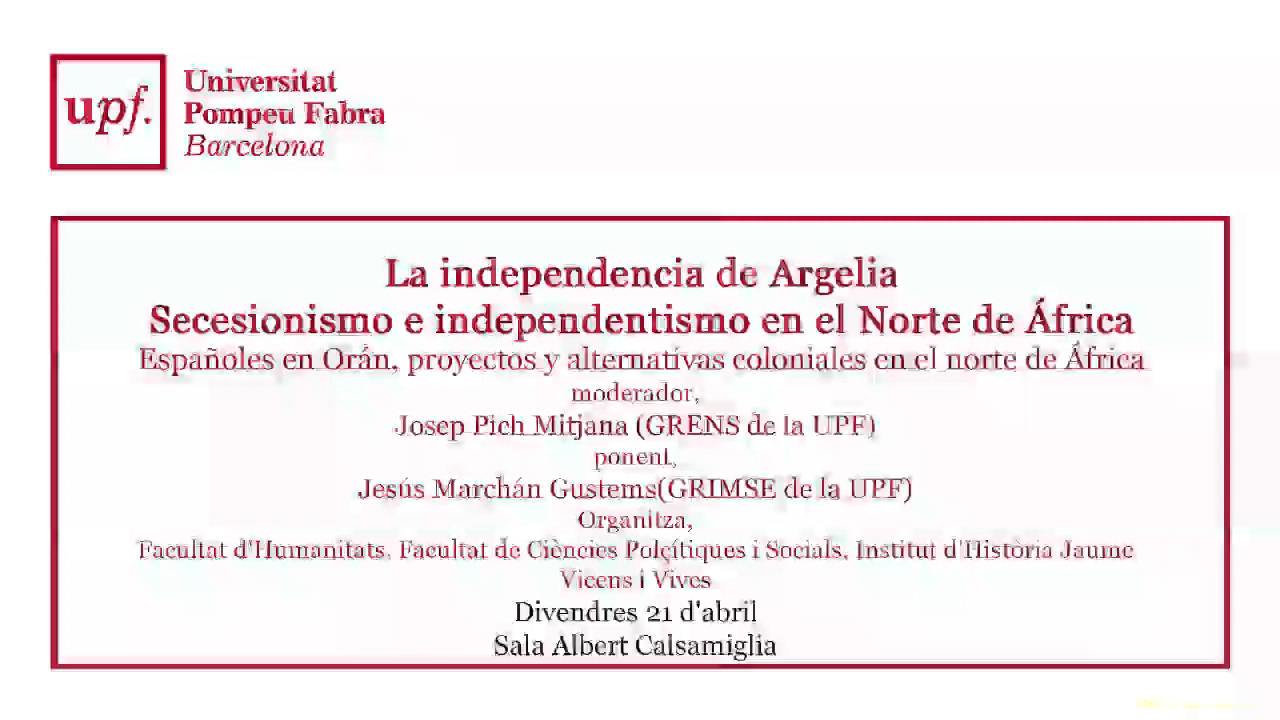 upf.
Universitat
Pompeu Fabra
Barcelona
La independencia de Argelia
Secesionismo e independentismo en el Norte de África
Españoles en Orán, proyectos y alternativas coloniales en el norte de África
moderador,
Josep Pich Mitjana (GRENS de la UPF)
ponent,
Jesús Marchán Gustems(GRIMSE de la UPF)
Organitza,
Facultat d'Humanitats, Facultat de Ciències Polçítiques i Socials, Institut d'Història Jaume
Vicens i Vives
Divendres 21 d'abril
Sala Albert Calsamiglia